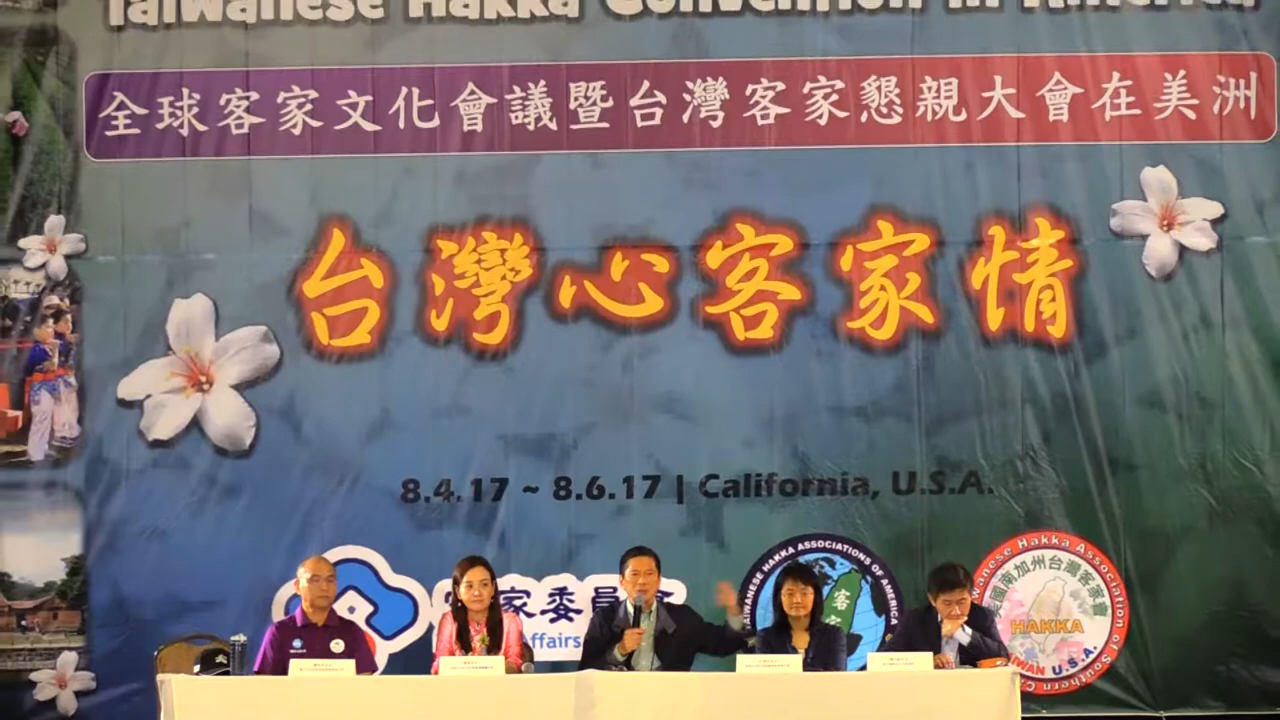 Taiwanese Hakka Convention in America
全球客家文化會議暨台灣客家懇親大會在美洲
台灣心客家情
8.4.17 ~ 8.6.17 | California, U.S.A.
家委員會
Affairs
TAIWANESE HAKKA ASSOCIATIONS OF AMERICA
客家
wanese Hakka Association of Southern C
美國南加州台灣客家會
HAKKA
IWAN U.S.A.